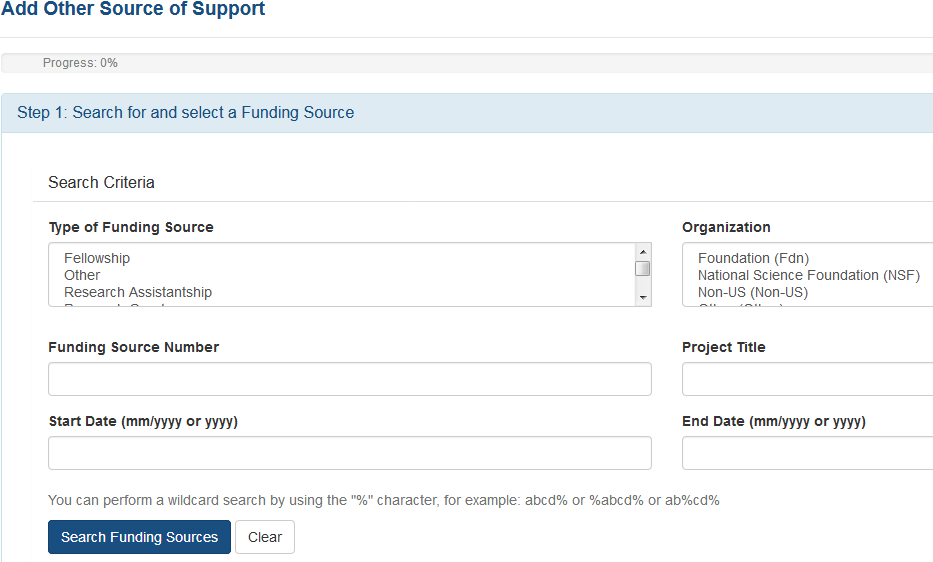 Add Other Source of Support
Progress: 0%
Step 1: Search for and select a Funding Source
Search Criteria
Type of Funding Source
Organization
Fellowship
Other
Research Assistantship
Foundation (Fdn)
National Science Foundation (NSF)
Non-US (Non-US)
Funding Source Number
Project Title
Start Date (mm/yyyy or yyyy)
End Date (mm/yyyy or yyyy)
You can perform a wildcard search by using the "%" character, for example: abcd% or %abcd% or ab%cd%
Search Funding Sources
Clear